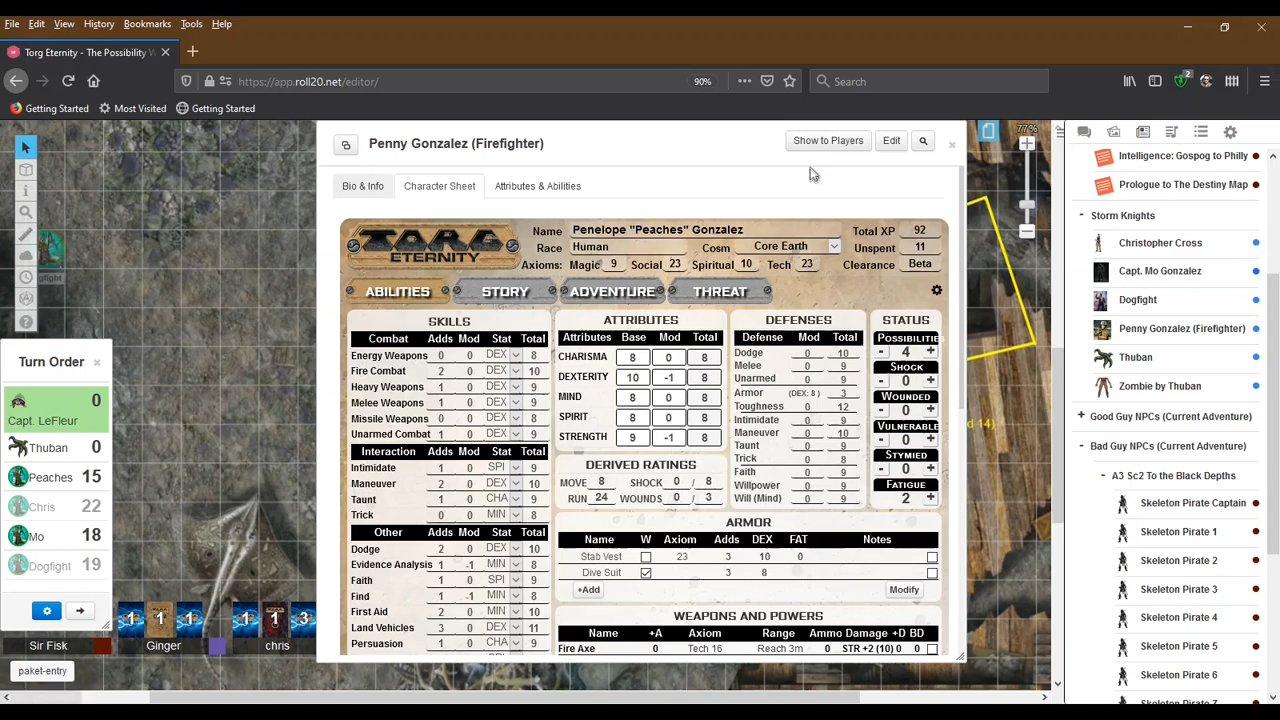 File Edit View History Bookmarks Tools Help
Torg Eternity - The Possibility W
https://app.roll20.net/editor/
90%
Search
2
Getting Started Most Visited Getting Started
Penny Gonzalez (Firefighter)
Show to Players
Edit
77%
Bio & Info
Character Sheet
Attributes & Abilities
TORG ETERNITY
Name Penelope "Peaches" Gonzalez Total XP 92
Race Human Cosm Core Earth Unspent 11
Axioms: Magic 9 Social 23 Spiritual 10 Tech 23 Clearance Beta
ABILITIES STORY ADVENTURE THREAT
SKILLS
Combat Adds Mod Stat Total
Energy Weapons 0 0 DEX 8
Fire Combat 2 0 DEX 10
Heavy Weapons 1 0 DEX 9
Melee Weapons 1 0 DEX 9
Missile Weapons 0 0 DEX 8
Unarmed Combat 1 0 DEX 9
Interaction Adds Mod Stat Total
Intimidate 1 0 SPI 9
Maneuver 2 0 DEX 10
Taunt 1 0 CHA 9
Trick 0 0 MIN 8
Other Adds Mod Stat Total
Dodge 2 0 DEX 10
Evidence Analysis 1 -1 MIN 8
Faith 1 0 SPI 9
Find 1 -1 MIN 8
First Aid 2 0 MIN 10
Land Vehicles 3 0 DEX 11
Persuasion 1 0 CHA 9
ATTRIBUTES
Attributes Base Mod Total
CHARISMA 8 0 8
DEXTERITY 10 -1 8
MIND 8 0 8
SPIRIT 8 0 8
STRENGTH 9 -1 8
DERIVED RATINGS
MOVE 8 SHOCK 0 / 8
RUN 24 WOUNDS 0 / 3
DEFENSES
Defense Mod Total
Dodge 0 10
Melee 0 9
Unarmed 0 9
Armor (DEX: 8 ) 3
Toughness 0 12
Intimidate 0 9
Maneuver 0 10
Taunt 0 9
Trick 0 8
Faith 0 9
Willpower 0 9
Will (Mind) 0 9
STATUS
POSSIBILITIES
- 4 +
SHOCK
- 0 +
WOUNDED
- 0 +
VULNERABLE
- 0 +
STYMIED
- 0 +
FATIGUE
2 +
ARMOR
Name W Axiom Adds DEX FAT Notes
Stab Vest 23 3 10 0
Dive Suit 3 8
+Add
Modify
WEAPONS AND POWERS
Name +A Axiom Range Ammo Damage +D BD
Fire Axe 0 Tech 16 Reach 3m 0 STR +2 (10) 0 0
Turn Order
Capt. LeFleur 0
Thuban 0
Peaches 15
Chris 22
Mo 18
Dogfight 19
1 1 1 1 1 3
Sir Fisk
Ginger
chris
paket-entry
Intelligence: Gospog to Philly
Prologue to The Destiny Map
- Storm Knights
Christopher Cross
Capt. Mo Gonzalez
Dogfight
Penny Gonzalez (Firefighter)
Thuban
Zombie by Thuban
+ Good Guy NPCs (Current Adventure)
- Bad Guy NPCs (Current Adventure)
- A3 Sc2 To the Black Depths
Skeleton Pirate Captain
Skeleton Pirate 1
Skeleton Pirate 2
Skeleton Pirate 3
Skeleton Pirate 4
Skeleton Pirate 5
Skeleton Pirate 6